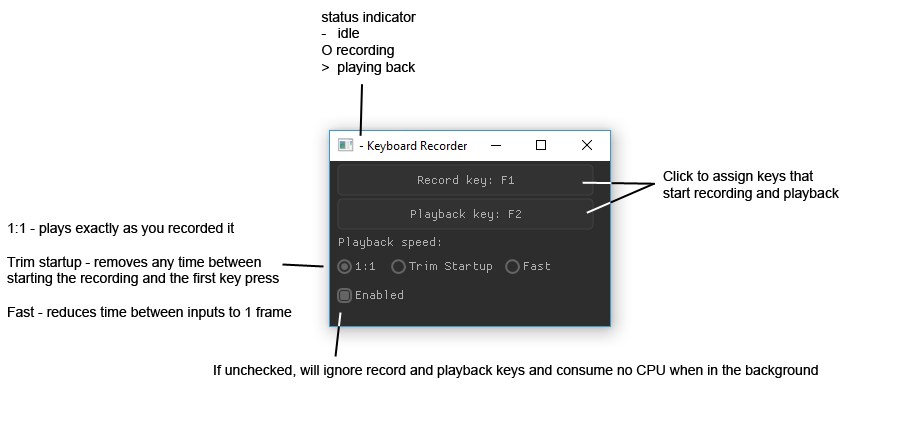 status indicator
- idle
O recording
> playing back
- Keyboard Recorder
Record key: F1
Playback key: F2
Playback speed:
1:1 Trim Startup Fast
Enabled
Click to assign keys that
start recording and playback
1:1 - plays exactly as you recorded it
Trim startup - removes any time between
starting the recording and the first key press
Fast - reduces time between inputs to 1 frame
If unchecked, will ignore record and playback keys and consume no CPU when in the background